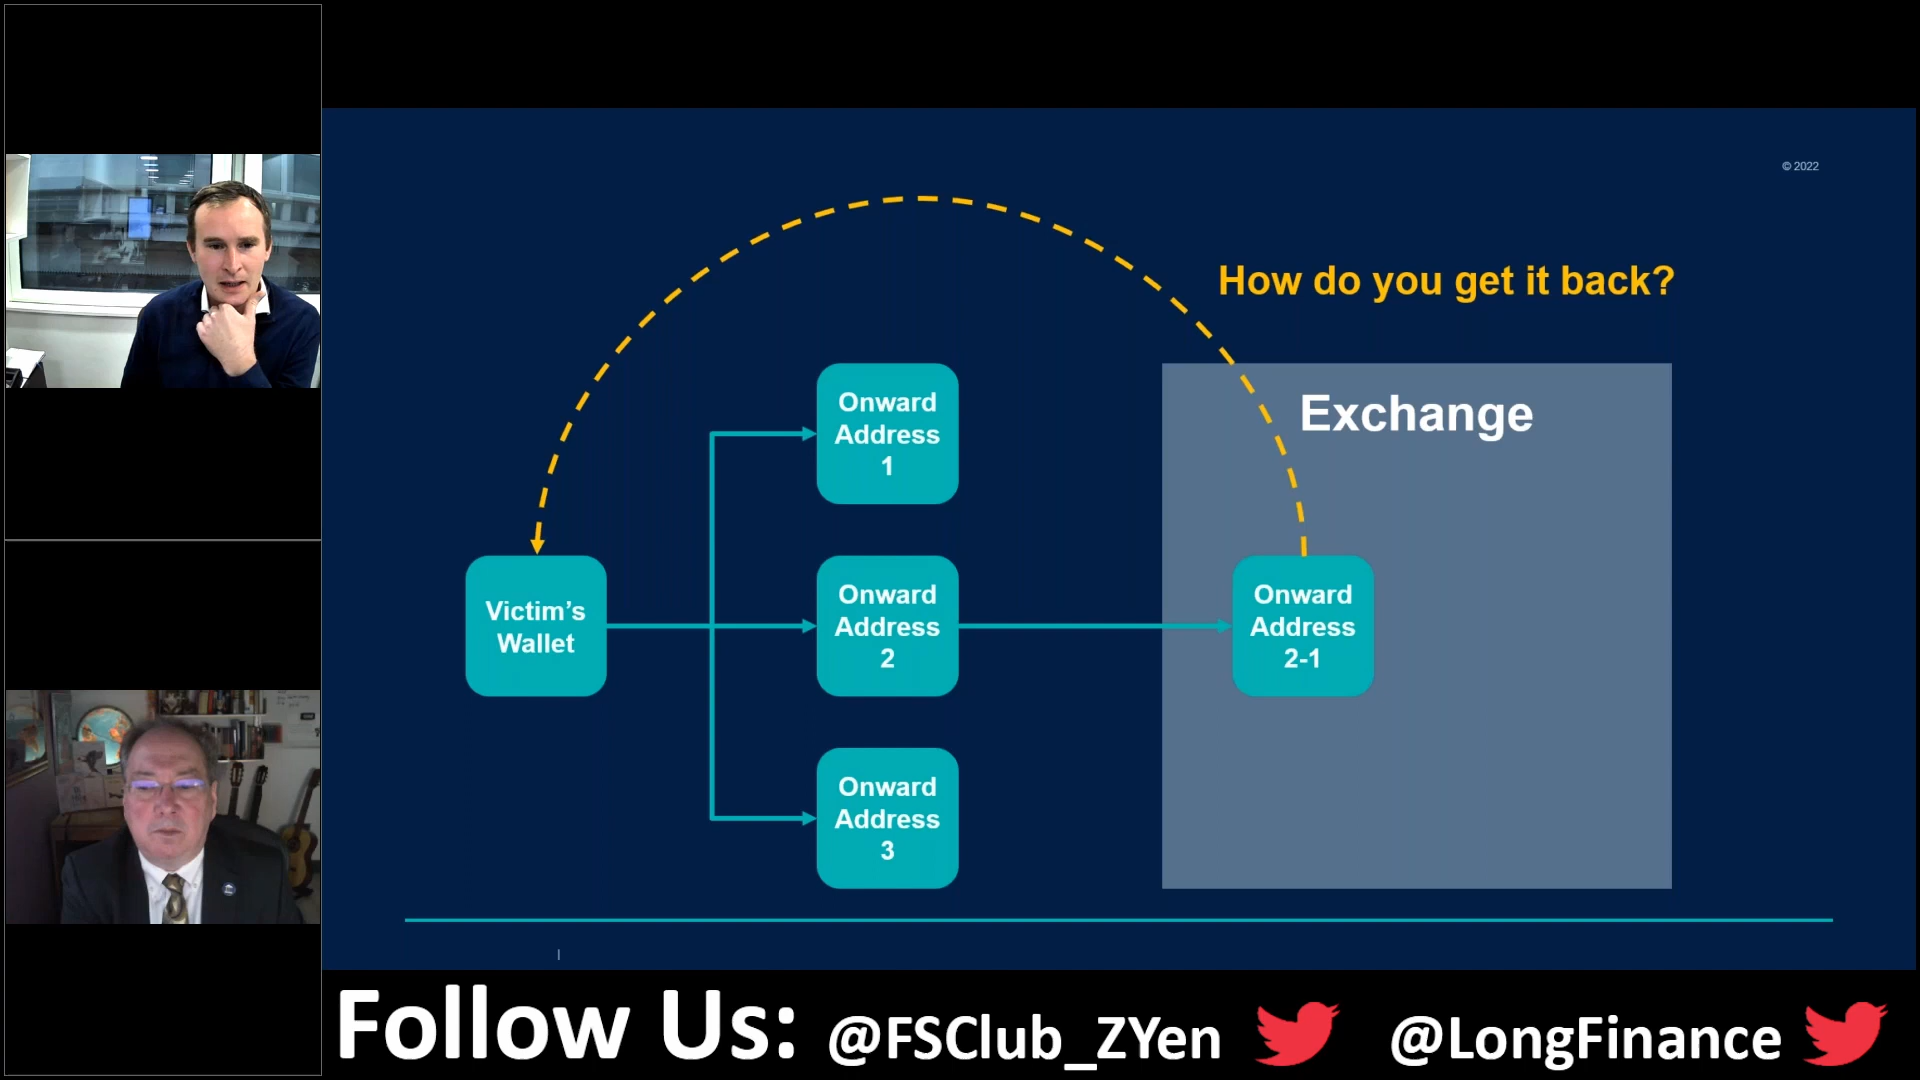 © 2022
How do you get it back?
Exchange
Onward
Address
1
Victim's
Wallet
Onward
Address
2
Onward
Address
2-1
Onward
Address
3
Follow Us: @FSClub_ZYen @LongFinance